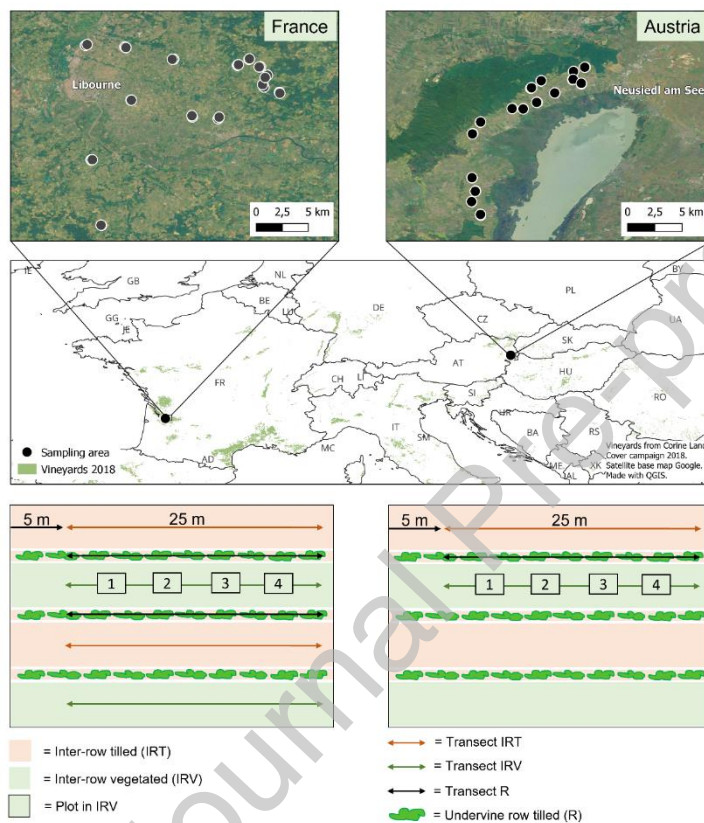 France
Libourne
0 2,5 5 km
Austria
Neusiedl am See
0 2,5 5 km
IE
GB
NL
BE
LU
DE
PL
BY
UA
GG
JE
CZ
SK
FR
CH
LI
AT
HU
SI
HR
RO
IT
SM
BA
RS
MC
AD
ME
XK
AL
Sampling area
Vineyards 2018
Vineyards from Corine Land
Cover campaign 2018.
Satellite base map Google.
Made with QGIS.
5 m 25 m
1 2 3 4
5 m 25 m
1 2 3 4
= Inter-row tilled (IRT)
= Inter-row vegetated (IRV)
= Plot in IRV
= Transect IRT
= Transect IRV
= Transect R
= Undervine row tilled (R)
Journal Pre-pr